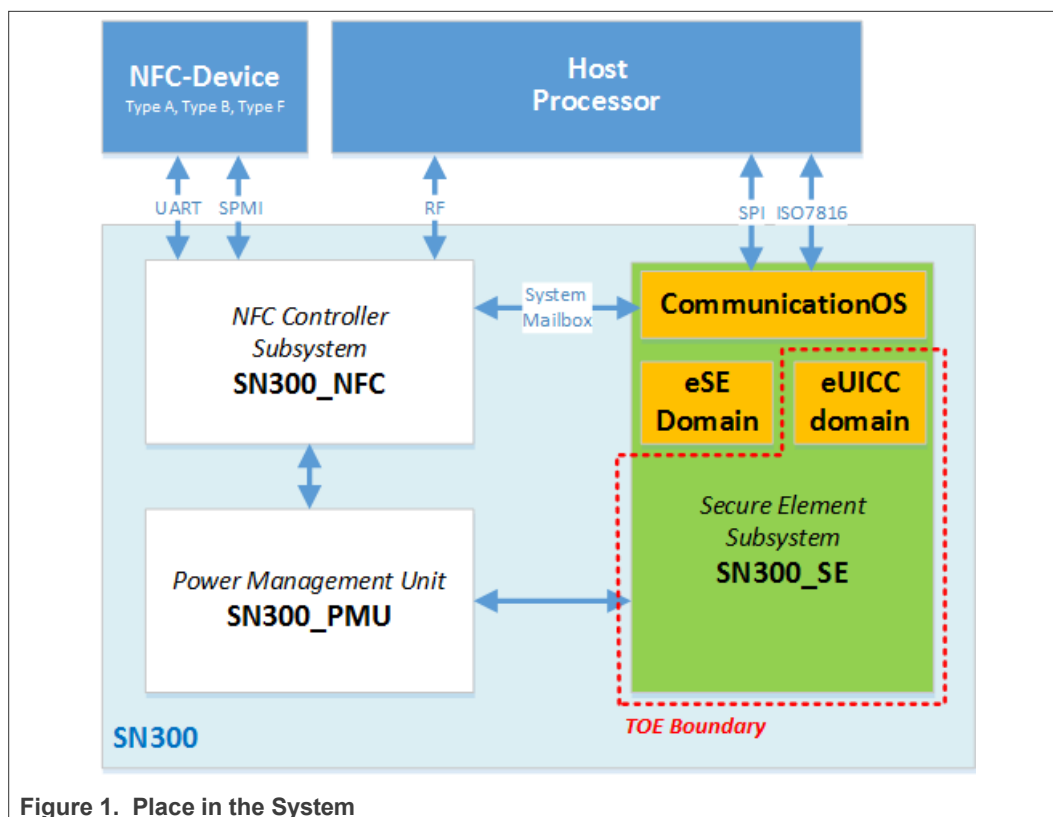 NFC-Device
Type A, Type B, Type F
Host
Processor
UART
SPMI
RF
SPI
ISO7816
NFC Controller
Subsystem
SN300_NFC
System
Mailbox
CommunicationOS
eSE
Domain
eUICC
domain
Secure Element
Subsystem
SN300_SE
Power Management Unit
SN300_PMU
TOE Boundary
SN300
Figure 1. Place in the System